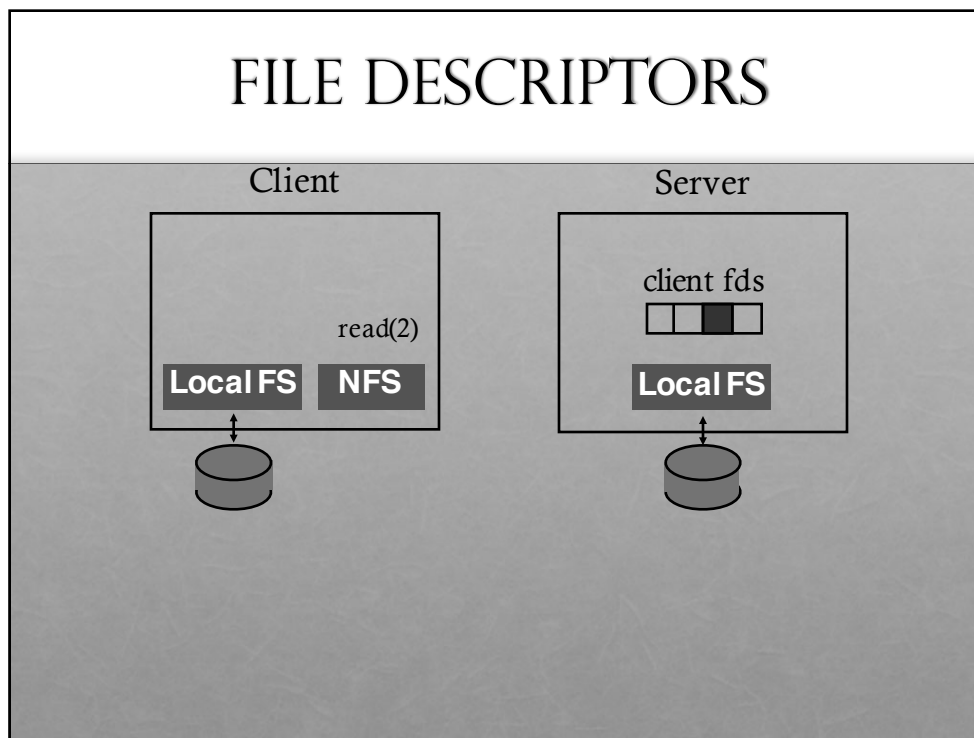 FILE DESCRIPTORS
Client
Server
client fds
read(2)
Local FS
NFS
Local FS